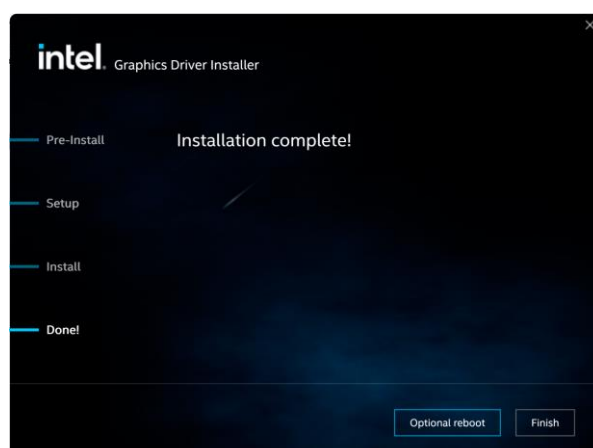 intel. Graphics Driver Installer
Pre-Install
Installation complete!
Setup
Install
Done!
Optional reboot
Finish